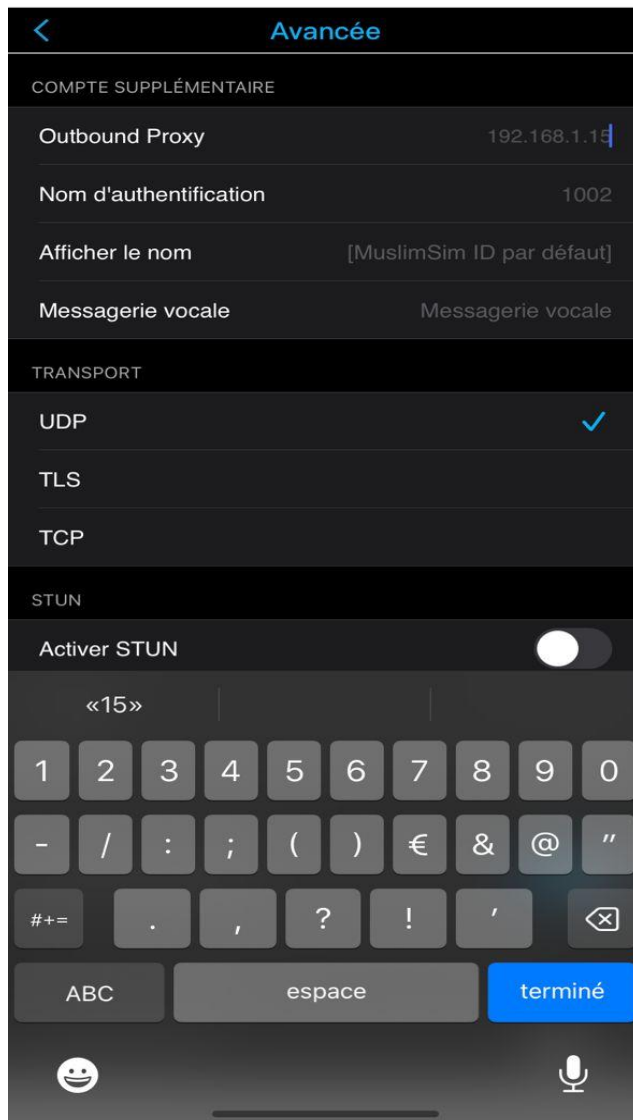 Avancée
COMPTE SUPPLÉMENTAIRE
Outbound Proxy 192.168.1.15
Nom d'authentification 1002
Afficher le nom [MuslimSim ID par défaut]
Messagerie vocale Messagerie vocale
TRANSPORT
UDP
TLS
TCP
STUN
Activer STUN
«15»
1 2 3 4 5 6 7 8 9 0
- / : ; ( ) € & @ "
#+= . , ? ! '
ABC espace terminé